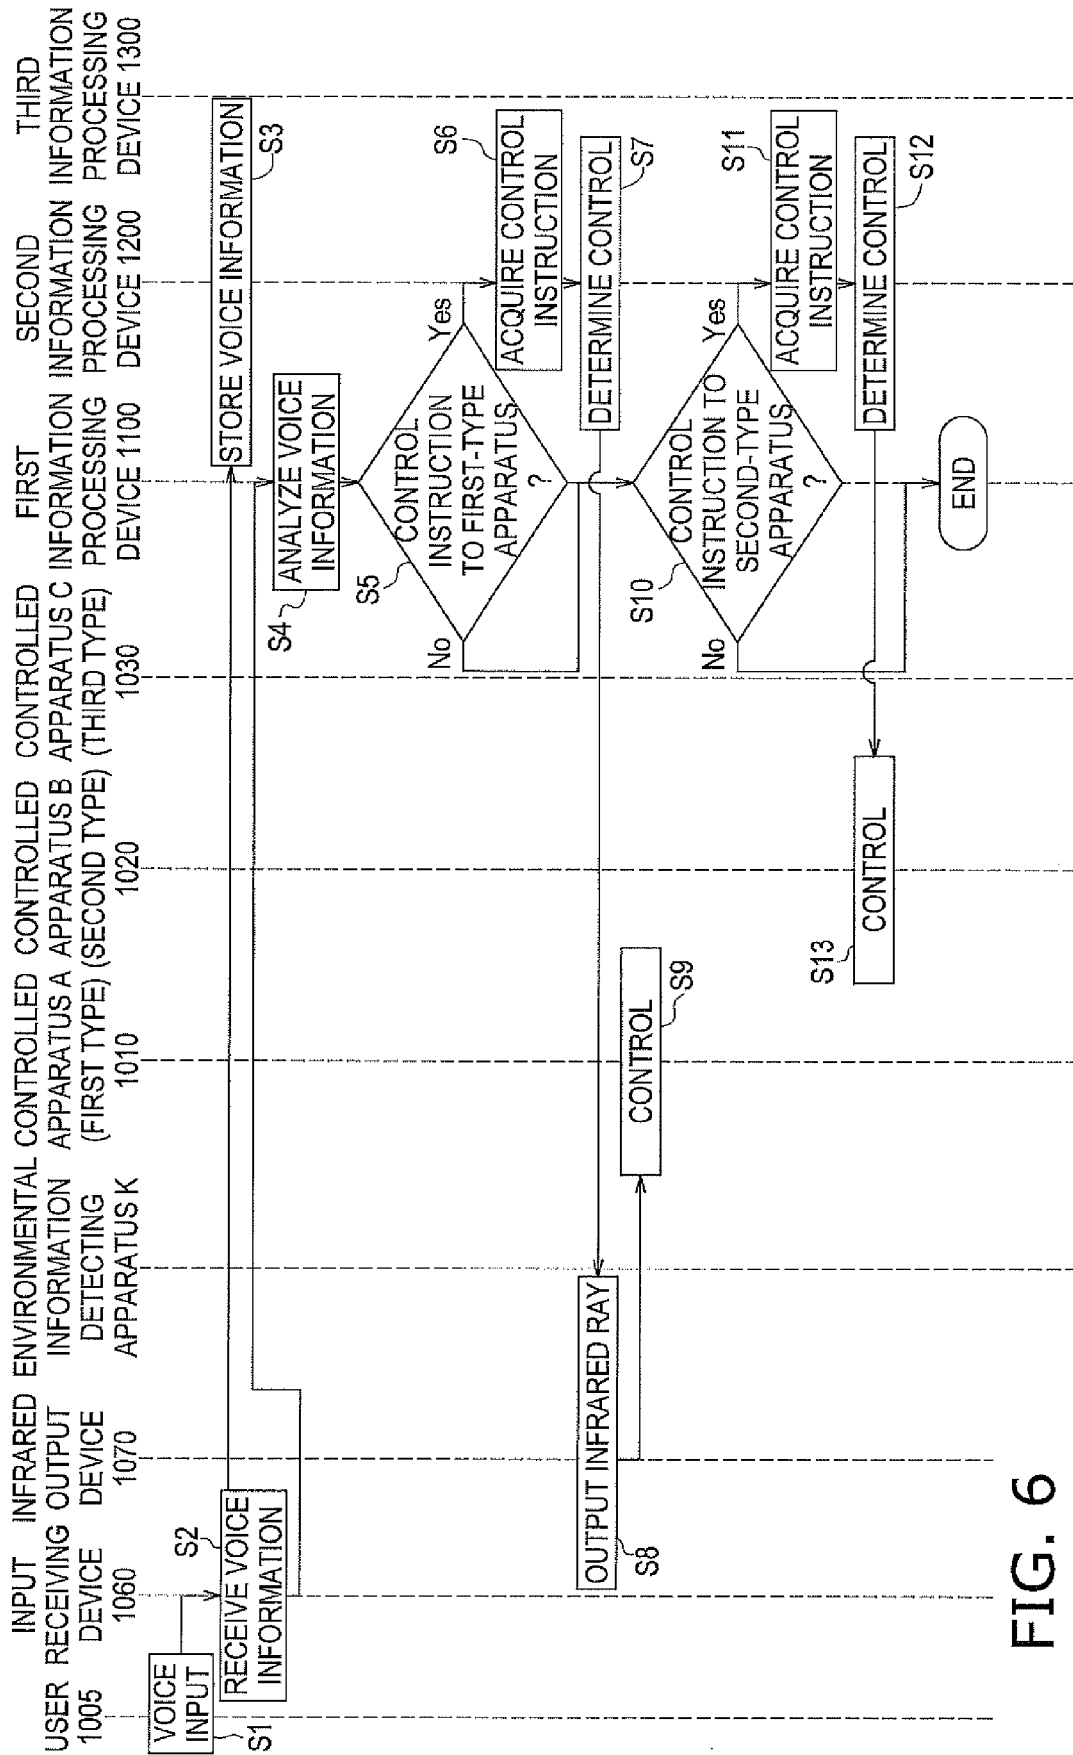 USER
1005
INPUT
RECEIVING
DEVICE
1060
INFRARED
OUTPUT
DEVICE
1070
ENVIRONMENTAL
INFORMATION
DETECTING
APPARATUS K
CONTROLLED
APPARATUS A
(FIRST TYPE)
1010
CONTROLLED
APPARATUS B
(SECOND TYPE)
1020
CONTROLLED
APPARATUS C
(THIRD TYPE)
1030
FIRST
INFORMATION
PROCESSING
DEVICE 1100
SECOND
INFORMATION
PROCESSING
DEVICE 1200
THIRD
INFORMATION
PROCESSING
DEVICE 1300
VOICE
INPUT
S1
S2
RECEIVE VOICE
INFORMATION
STORE VOICE INFORMATION
S3
ANALYZE VOICE
INFORMATION
S4
S5
CONTROL
INSTRUCTION
TO FIRST-TYPE
APPARATUS
?
No
Yes
S6
ACQUIRE CONTROL
INSTRUCTION
DETERMINE CONTROL
S7
OUTPUT INFRARED RAY
S8
CONTROL
S9
S10
CONTROL
INSTRUCTION TO
SECOND-TYPE
APPARATUS
?
No
Yes
S11
ACQUIRE CONTROL
INSTRUCTION
DETERMINE CONTROL
S12
S13
CONTROL
END
FIG. 6